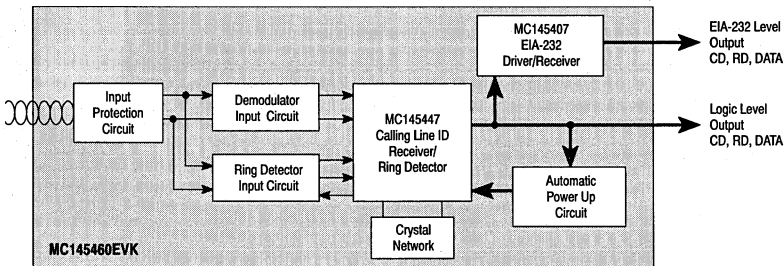 MC145407
EIA-232
Driver/Receiver
EIA-232 Level
Output
CD, RD, DATA
Input
Protection
Circuit
Demodulator
Input Circuit
MC145447
Calling Line ID
Receiver/
Ring Detector
Logic Level
Output
CD, RD, DATA
Ring Detector
Input Circuit
Automatic
Power Up
Circuit
Crystal
Network
MC145460EVK